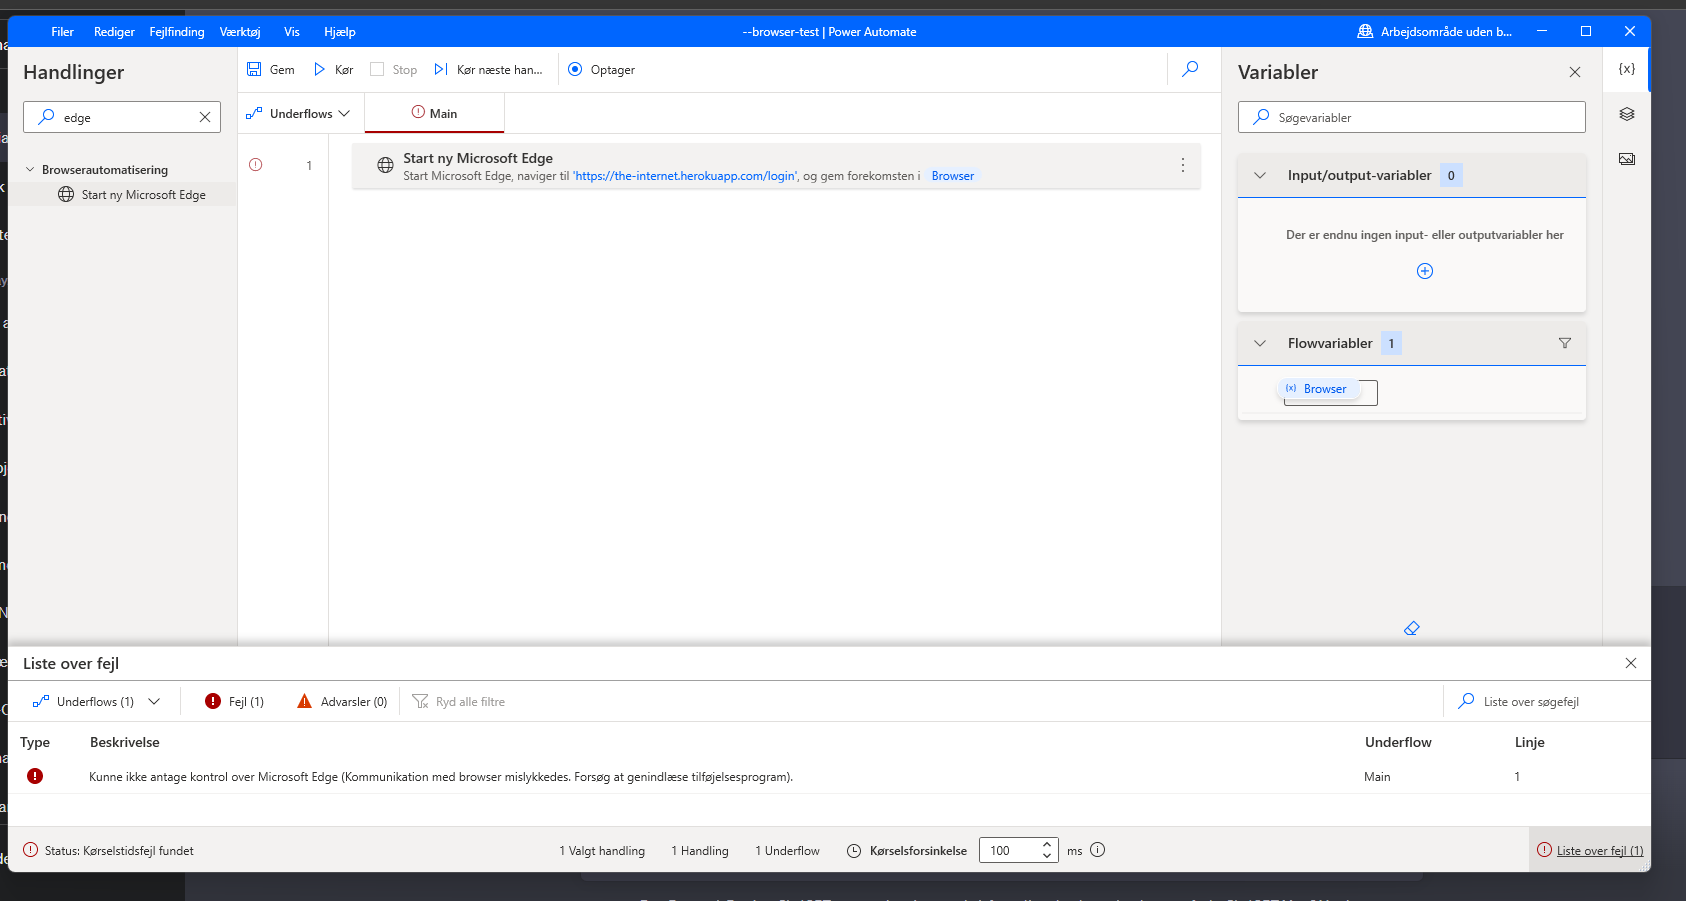 Filer Rediger Fejlfinding Værktøj Vis Hjælp
--browser-test | Power Automate
Arbejdsområde uden b...
Handlinger
edge
Browserautomatisering
Start ny Microsoft Edge
Gem Kør Stop Kør næste han... Optager
Underflows
Main
1
Start ny Microsoft Edge
Start Microsoft Edge, naviger til 'https://the-internet.herokuapp.com/login', og gem forekomsten i Browser
Variabler
{x}
Søgevariabler
Input/output-variabler 0
Der er endnu ingen input- eller outputvariabler her
Flowvariabler 1
(x) Browser
Liste over fejl
Underflows (1) Fejl (1) Advarsler (0) Ryd alle filtre
Liste over søgefejl
Type Beskrivelse Underflow Linje
Kunne ikke antage kontrol over Microsoft Edge (Kommunikation med browser mislykkedes. Forsøg at genindlæse tilføjelsesprogram). Main 1
Status: Kørselstidsfejl fundet
1 Valgt handling 1 Handling 1 Underflow Kørselsforsinkelse 100 ms
Liste over fejl (1)